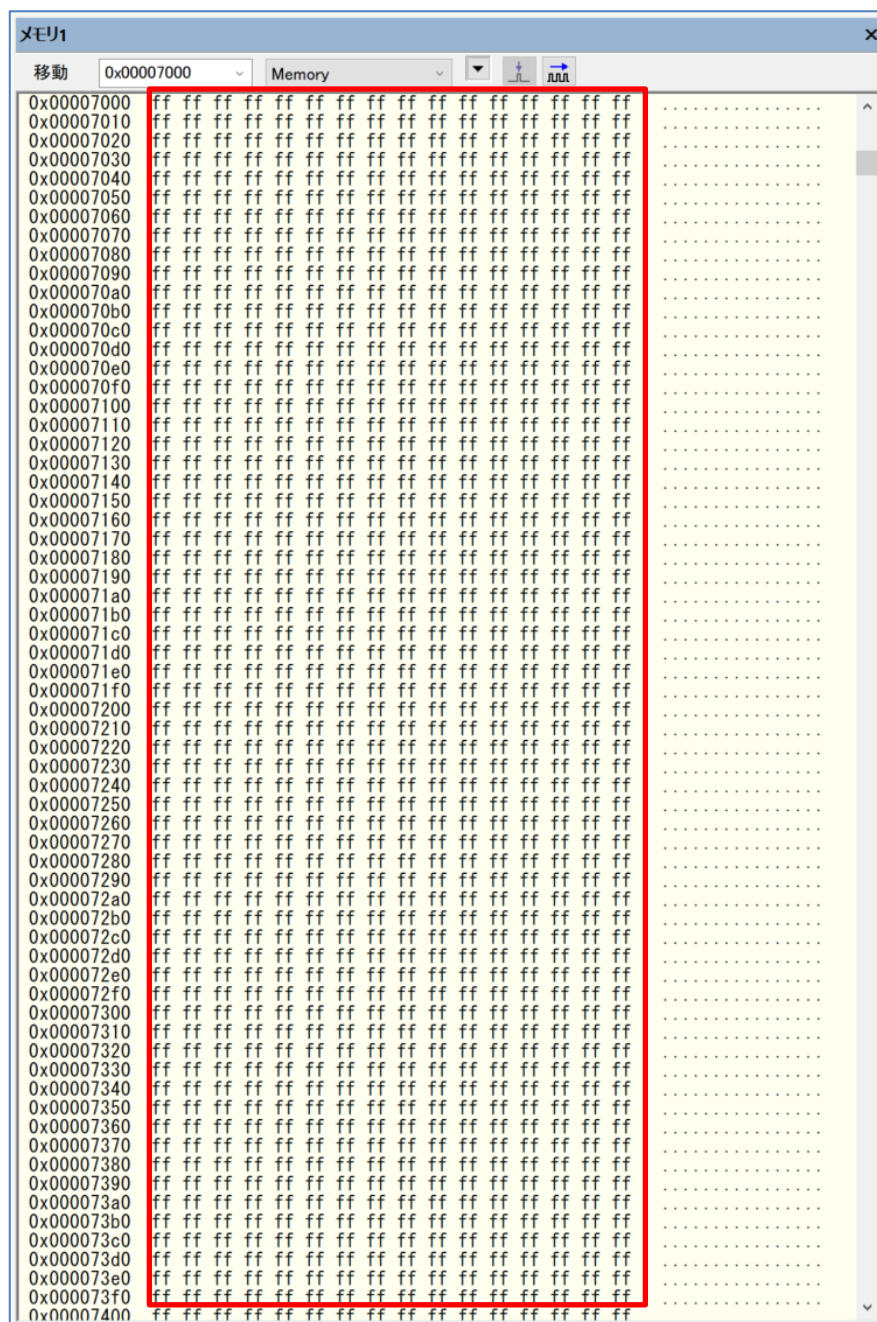 メモリ1 ×
移動 0x00007000 Memory
0x00007000 ff ff ff ff ff ff ff ff ff ff ff ff ff ff ff ff ................
0x00007010 ff ff ff ff ff ff ff ff ff ff ff ff ff ff ff ff ................
0x00007020 ff ff ff ff ff ff ff ff ff ff ff ff ff ff ff ff ................
0x00007030 ff ff ff ff ff ff ff ff ff ff ff ff ff ff ff ff ................
0x00007040 ff ff ff ff ff ff ff ff ff ff ff ff ff ff ff ff ................
0x00007050 ff ff ff ff ff ff ff ff ff ff ff ff ff ff ff ff ................
0x00007060 ff ff ff ff ff ff ff ff ff ff ff ff ff ff ff ff ................
0x00007070 ff ff ff ff ff ff ff ff ff ff ff ff ff ff ff ff ................
0x00007080 ff ff ff ff ff ff ff ff ff ff ff ff ff ff ff ff ................
0x00007090 ff ff ff ff ff ff ff ff ff ff ff ff ff ff ff ff ................
0x000070a0 ff ff ff ff ff ff ff ff ff ff ff ff ff ff ff ff ................
0x000070b0 ff ff ff ff ff ff ff ff ff ff ff ff ff ff ff ff ................
0x000070c0 ff ff ff ff ff ff ff ff ff ff ff ff ff ff ff ff ................
0x000070d0 ff ff ff ff ff ff ff ff ff ff ff ff ff ff ff ff ................
0x000070e0 ff ff ff ff ff ff ff ff ff ff ff ff ff ff ff ff ................
0x000070f0 ff ff ff ff ff ff ff ff ff ff ff ff ff ff ff ff ................
0x00007100 ff ff ff ff ff ff ff ff ff ff ff ff ff ff ff ff ................
0x00007110 ff ff ff ff ff ff ff ff ff ff ff ff ff ff ff ff ................
0x00007120 ff ff ff ff ff ff ff ff ff ff ff ff ff ff ff ff ................
0x00007130 ff ff ff ff ff ff ff ff ff ff ff ff ff ff ff ff ................
0x00007140 ff ff ff ff ff ff ff ff ff ff ff ff ff ff ff ff ................
0x00007150 ff ff ff ff ff ff ff ff ff ff ff ff ff ff ff ff ................
0x00007160 ff ff ff ff ff ff ff ff ff ff ff ff ff ff ff ff ................
0x00007170 ff ff ff ff ff ff ff ff ff ff ff ff ff ff ff ff ................
0x00007180 ff ff ff ff ff ff ff ff ff ff ff ff ff ff ff ff ................
0x00007190 ff ff ff ff ff ff ff ff ff ff ff ff ff ff ff ff ................
0x000071a0 ff ff ff ff ff ff ff ff ff ff ff ff ff ff ff ff ................
0x000071b0 ff ff ff ff ff ff ff ff ff ff ff ff ff ff ff ff ................
0x000071c0 ff ff ff ff ff ff ff ff ff ff ff ff ff ff ff ff ................
0x000071d0 ff ff ff ff ff ff ff ff ff ff ff ff ff ff ff ff ................
0x000071e0 ff ff ff ff ff ff ff ff ff ff ff ff ff ff ff ff ................
0x000071f0 ff ff ff ff ff ff ff ff ff ff ff ff ff ff ff ff ................
0x00007200 ff ff ff ff ff ff ff ff ff ff ff ff ff ff ff ff ................
0x00007210 ff ff ff ff ff ff ff ff ff ff ff ff ff ff ff ff ................
0x00007220 ff ff ff ff ff ff ff ff ff ff ff ff ff ff ff ff ................
0x00007230 ff ff ff ff ff ff ff ff ff ff ff ff ff ff ff ff ................
0x00007240 ff ff ff ff ff ff ff ff ff ff ff ff ff ff ff ff ................
0x00007250 ff ff ff ff ff ff ff ff ff ff ff ff ff ff ff ff ................
0x00007260 ff ff ff ff ff ff ff ff ff ff ff ff ff ff ff ff ................
0x00007270 ff ff ff ff ff ff ff ff ff ff ff ff ff ff ff ff ................
0x00007280 ff ff ff ff ff ff ff ff ff ff ff ff ff ff ff ff ................
0x00007290 ff ff ff ff ff ff ff ff ff ff ff ff ff ff ff ff ................
0x000072a0 ff ff ff ff ff ff ff ff ff ff ff ff ff ff ff ff ................
0x000072b0 ff ff ff ff ff ff ff ff ff ff ff ff ff ff ff ff ................
0x000072c0 ff ff ff ff ff ff ff ff ff ff ff ff ff ff ff ff ................
0x000072d0 ff ff ff ff ff ff ff ff ff ff ff ff ff ff ff ff ................
0x000072e0 ff ff ff ff ff ff ff ff ff ff ff ff ff ff ff ff ................
0x000072f0 ff ff ff ff ff ff ff ff ff ff ff ff ff ff ff ff ................
0x00007300 ff ff ff ff ff ff ff ff ff ff ff ff ff ff ff ff ................
0x00007310 ff ff ff ff ff ff ff ff ff ff ff ff ff ff ff ff ................
0x00007320 ff ff ff ff ff ff ff ff ff ff ff ff ff ff ff ff ................
0x00007330 ff ff ff ff ff ff ff ff ff ff ff ff ff ff ff ff ................
0x00007340 ff ff ff ff ff ff ff ff ff ff ff ff ff ff ff ff ................
0x00007350 ff ff ff ff ff ff ff ff ff ff ff ff ff ff ff ff ................
0x00007360 ff ff ff ff ff ff ff ff ff ff ff ff ff ff ff ff ................
0x00007370 ff ff ff ff ff ff ff ff ff ff ff ff ff ff ff ff ................
0x00007380 ff ff ff ff ff ff ff ff ff ff ff ff ff ff ff ff ................
0x00007390 ff ff ff ff ff ff ff ff ff ff ff ff ff ff ff ff ................
0x000073a0 ff ff ff ff ff ff ff ff ff ff ff ff ff ff ff ff ................
0x000073b0 ff ff ff ff ff ff ff ff ff ff ff ff ff ff ff ff ................
0x000073c0 ff ff ff ff ff ff ff ff ff ff ff ff ff ff ff ff ................
0x000073d0 ff ff ff ff ff ff ff ff ff ff ff ff ff ff ff ff ................
0x000073e0 ff ff ff ff ff ff ff ff ff ff ff ff ff ff ff ff ................
0x000073f0 ff ff ff ff ff ff ff ff ff ff ff ff ff ff ff ff ................
0x00007400 ff ff ff ff ff ff ff ff ff ff ff ff ff ff ff ff ................